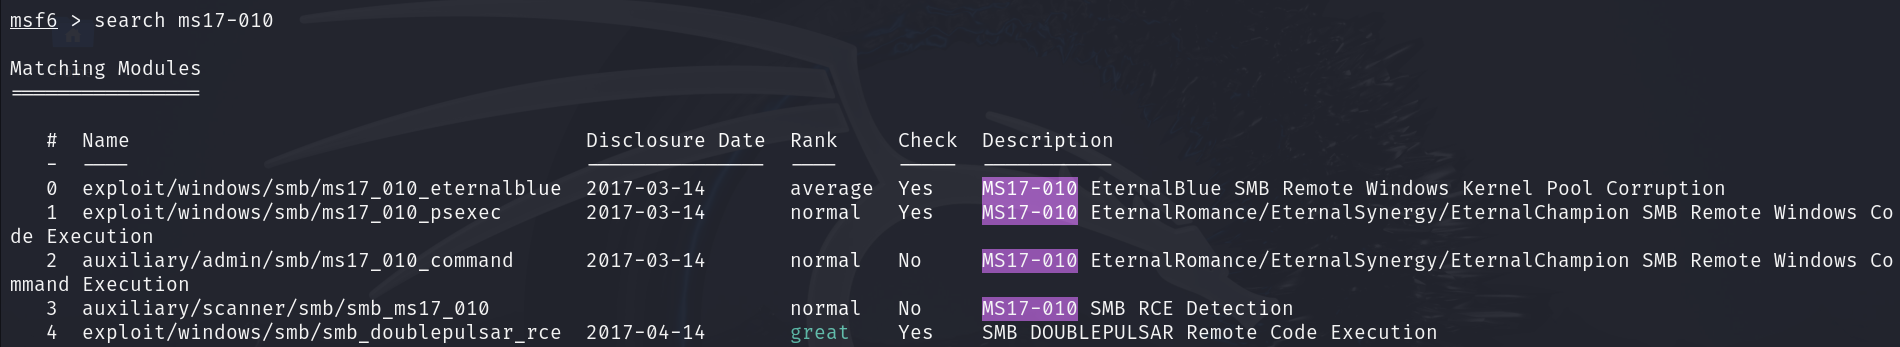 msf6 > search ms17-010
Matching Modules
================
#  Name                                      Disclosure Date  Rank     Check  Description
-  ----                                      ---------------  ----     -----  -----------
0  exploit/windows/smb/ms17_010_eternalblue  2017-03-14       average  Yes    MS17-010 EternalBlue SMB Remote Windows Kernel Pool Corruption
1  exploit/windows/smb/ms17_010_psexec       2017-03-14       normal   Yes    MS17-010 EternalRomance/EternalSynergy/EternalChampion SMB Remote Windows Co
de Execution
2  auxiliary/admin/smb/ms17_010_command      2017-03-14       normal   No     MS17-010 EternalRomance/EternalSynergy/EternalChampion SMB Remote Windows Co
mmand Execution
3  auxiliary/scanner/smb/smb_ms17_010                         normal   No     MS17-010 SMB RCE Detection
4  exploit/windows/smb/smb_doublepulsar_rce  2017-04-14       great    Yes    SMB DOUBLEPULSAR Remote Code Execution